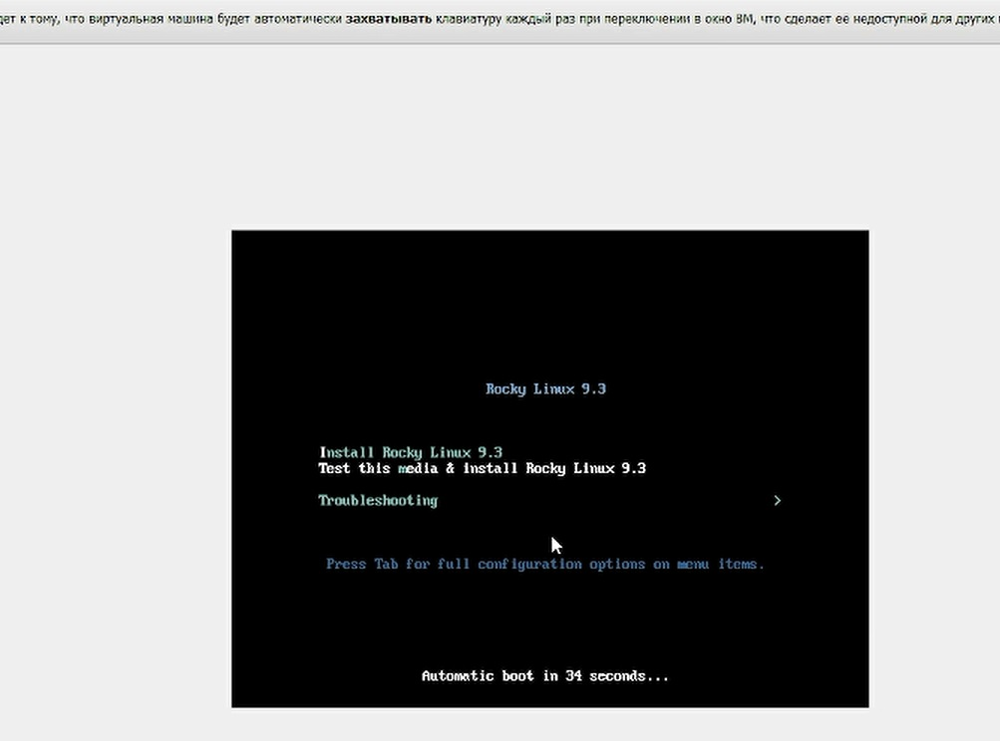 к тому, что виртуальная машина будет автоматически захватывать клавиатуру каждый раз при переключении в окно ВМ, что сделает ее недоступной для других
Rocky Linux 9.3
Install Rocky Linux 9.3
Test this media & install Rocky Linux 9.3
Troubleshooting >
Press Tab for full configuration options on menu items.
Automatic boot in 34 seconds...